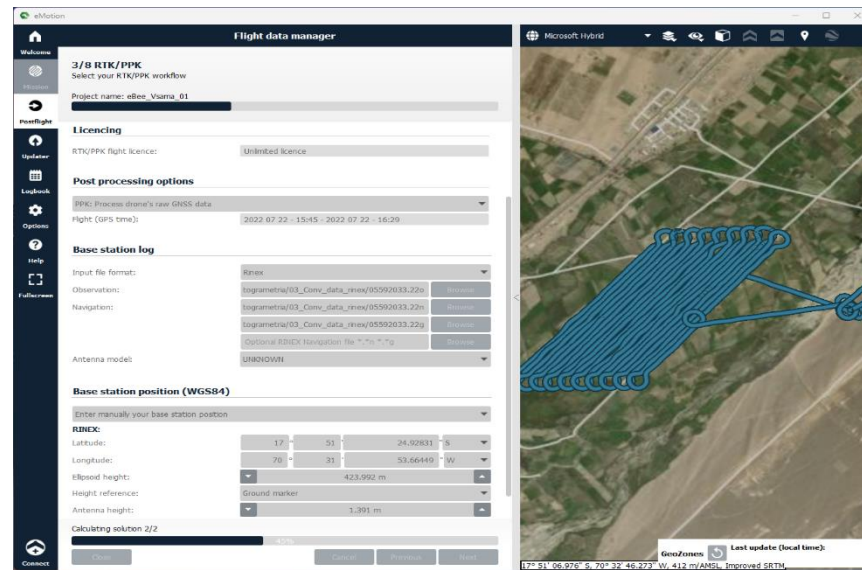 eMotion
Welcome
Mission
Postflight
Updater
Logbook
Options
Help
Fullscreen
Connect
Flight data manager
3/8 RTK/PPK
Select your RTK/PPK workflow
Project name: eBee_Vsama_01
Licencing
RTK/PPK flight licence: Unlimited licence
Post processing options
PPK: Process drone's raw GNSS data
Flight (GPS time): 2022 07 22 - 15:45 - 2022 07 22 - 16:29
Base station log
Input file format: Rinex
Observation: togrametria/03_Conv_data_rinex/05592033.22o Browse
Navigation: togrametria/03_Conv_data_rinex/05592033.22n Browse
togrametria/03_Conv_data_rinex/05592033.22g Browse
Optional RINEX Navigation file *.*n *.*g Browse
Antenna model: UNKNOWN
Base station position (WGS84)
Enter manually your base station position
RINEX:
Latitude: 17 ° 51 ' 24.92831 " S
Longitude: 70 ° 31 ' 53.66449 " W
Ellipsoid height: 423.992 m
Height reference: Ground marker
Antenna height: 1.391 m
Calculating solution 2/2
45%
Close Cancel Previous Next
Microsoft Hybrid
GeoZones Last update (local time):
17° 51' 06.976" S, 70° 32' 46.273" W, 412 m/AMSL, Improved SRTM,